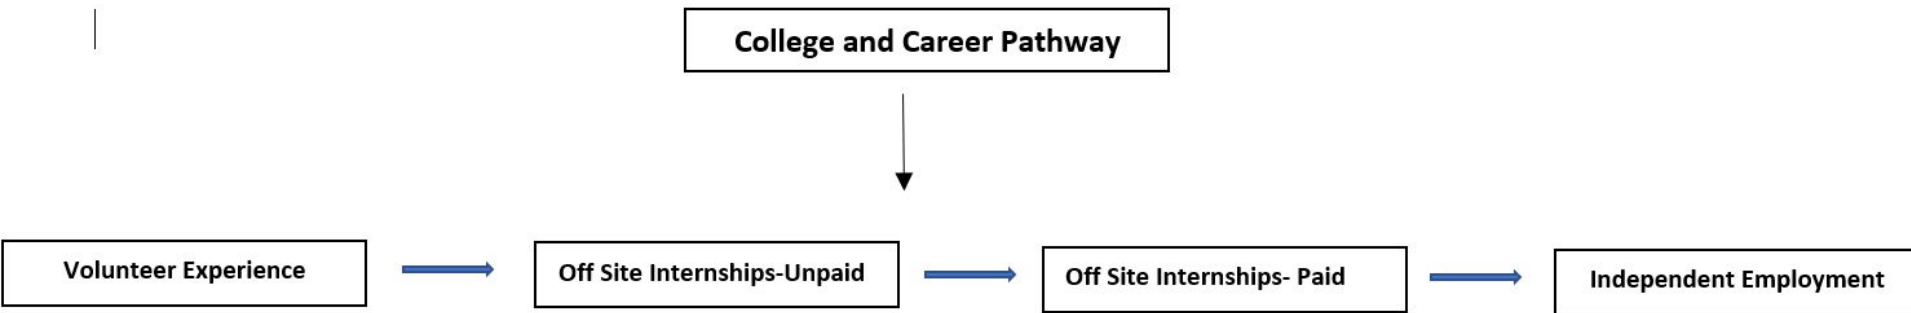 College and Career Pathway
Volunteer Experience
Off Site Internships-Unpaid
Off Site Internships- Paid
Independent Employment